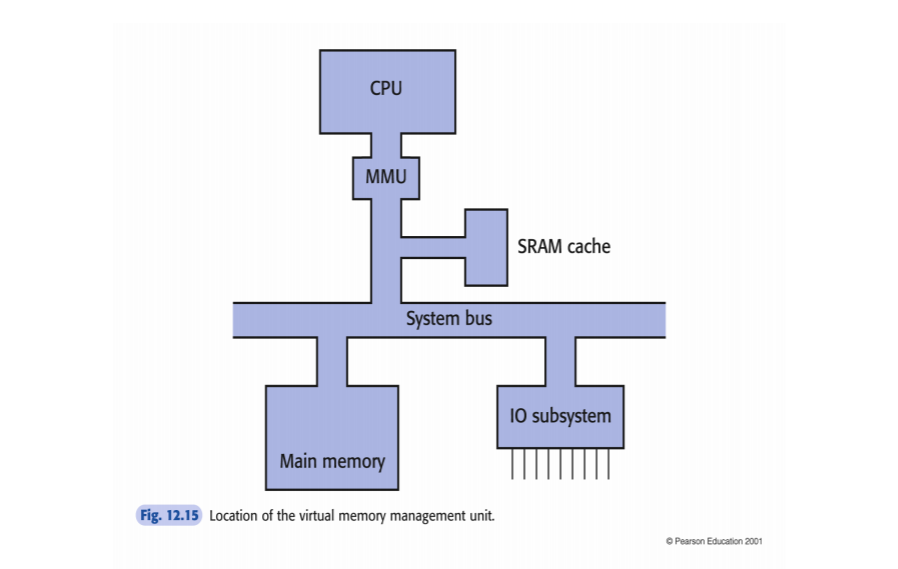 CPU
MMU
SRAM cache
System bus
IO subsystem
Main memory
Fig. 12.15 Location of the virtual memory management unit.
© Pearson Education 2001